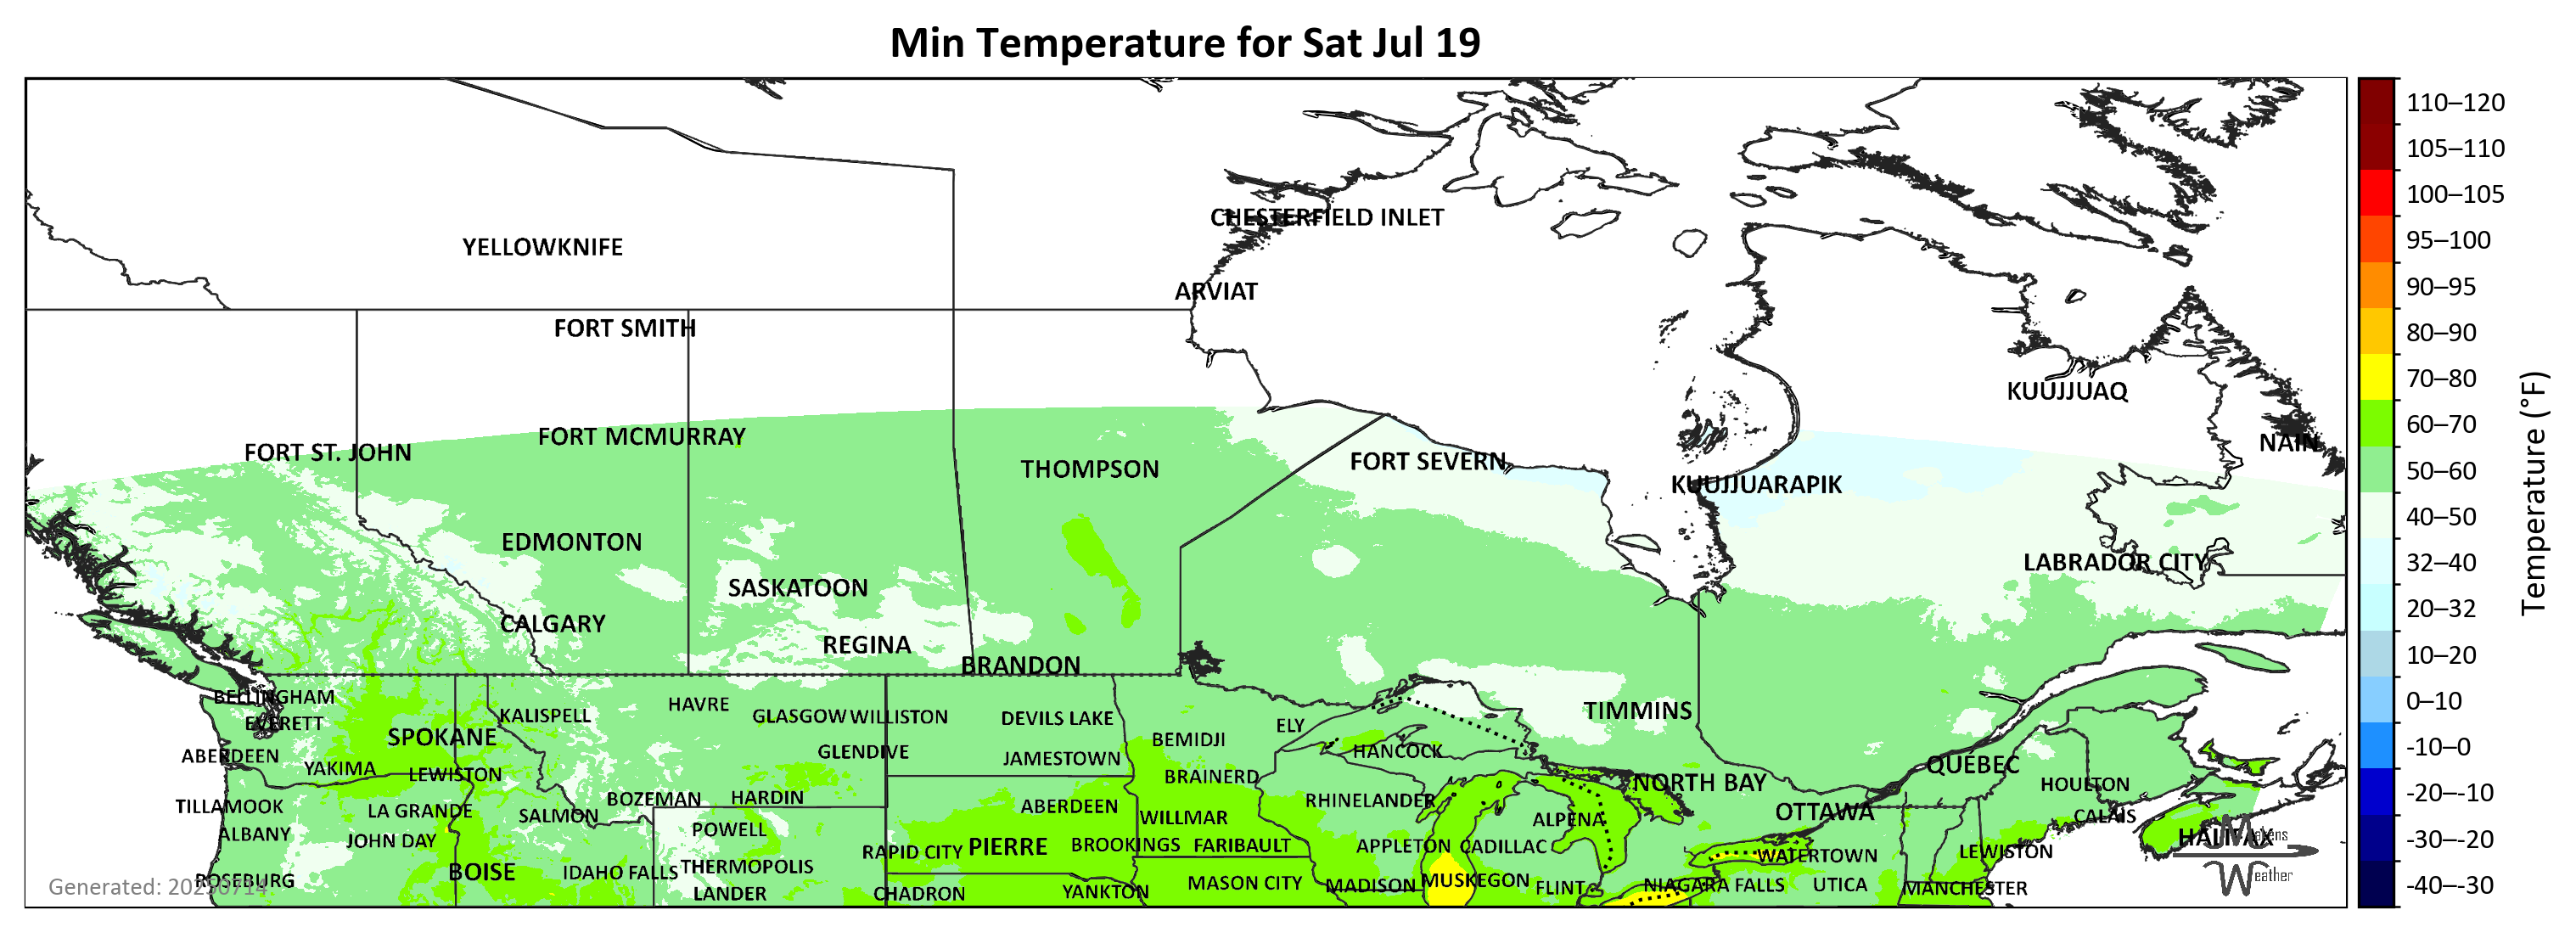 Min Temperature for Sat Jul 19
110–120
105–110
100–105
95–100
90–95
80–90
70–80
60–70
50–60
40–50
32–40
20–32
10–20
0–10
-10–0
-20–-10
-30–-20
-40–-30
Temperature (°F)
CHESTERFIELD INLET
YELLOWKNIFE
ARVIAT
FORT SMITH
KUUJJUAQ
FORT MCMURRAY
NAIN
FORT ST. JOHN
FORT SEVERN
THOMPSON
KUUJJUARAPIK
EDMONTON
LABRADOR CITY
SASKATOON
CALGARY
REGINA
BRANDON
BELLINGHAM
HAVRE
TIMMINS
KALISPELL
GLASGOW
WILLISTON
DEVILS LAKE
EVERETT
ELY
SPOKANE
BEMIDJI
GLENDIVE
HANCOCK
ABERDEEN
JAMESTOWN
QUÉBEC
YAKIMA
LEWISTON
BRAINERD
NORTH BAY
HOULTON
BOZEMAN
HARDIN
RHINELANDER
TILLAMOOK
LA GRANDE
ABERDEEN
SALMON
WILLMAR
OTTAWA
CALAIS
ALPENA
ALBANY
POWELL
HALIFAX
Makens
Weather
JOHN DAY
RAPID CITY
PIERRE
BROOKINGS
FARIBAULT
APPLETON
CADILLAC
LEWISTON
WATERTOWN
BOISE
IDAHO FALLS
THERMOPOLIS
ROSEBURG
MASON CITY
MADISON
MUSKEGON
FLINT
NIAGARA FALLS
UTICA
MANCHESTER
LANDER
CHADRON
YANKTON
Generated: 20250714